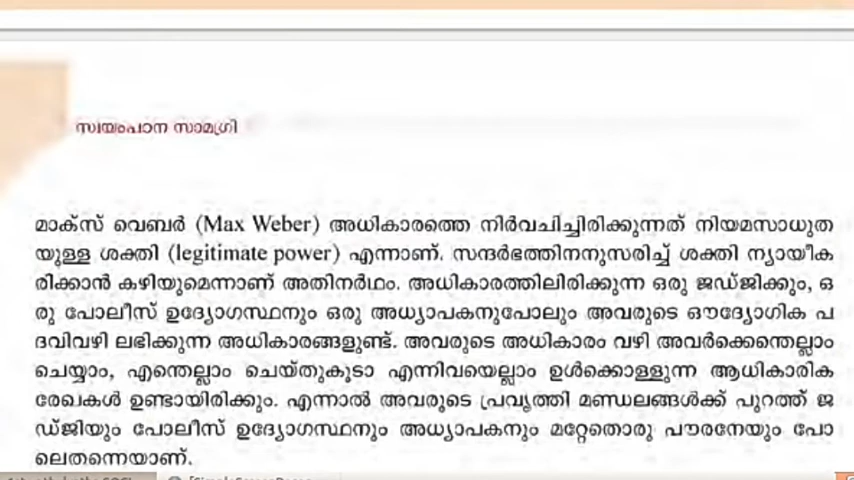 സ്വയംപഠന സാമഗ്രി
മാക്സ് വെബർ (Max Weber) അധികാരത്തെ നിർവചിച്ചിരിക്കുന്നത് നിയമസാധുത
യുള്ള ശക്തി (legitimate power) എന്നാണ്. സന്ദർഭത്തിനനുസരിച്ച് ശക്തി ന്യായീക
രിക്കാൻ കഴിയുമെന്നാണ് അതിനർഥം. അധികാരത്തിലിരിക്കുന്ന ഒരു ജഡ്ജിക്കും, ഒ
രു പോലീസ് ഉദ്യോഗസ്ഥനും ഒരു അധ്യാപകനുപോലും അവരുടെ ഔദ്യോഗിക പ
ദവിവഴി ലഭിക്കുന്ന അധികാരങ്ങളുണ്ട്. അവരുടെ അധികാരം വഴി അവർക്കെന്തെല്ലാം
ചെയ്യാം, എന്തെല്ലാം ചെയ്തുകൂടാ എന്നിവയെല്ലാം ഉൾക്കൊള്ളുന്ന ആധികാരിക
രേഖകൾ ഉണ്ടായിരിക്കും. എന്നാൽ അവരുടെ പ്രവൃത്തി മണ്ഡലങ്ങൾക്ക് പുറത്ത് ജ
ഡ്ജിയും പോലീസ് ഉദ്യോഗസ്ഥനും അധ്യാപകനും മറ്റേതൊരു പൗരനേയും പോ
ലെതന്നെയാണ്.